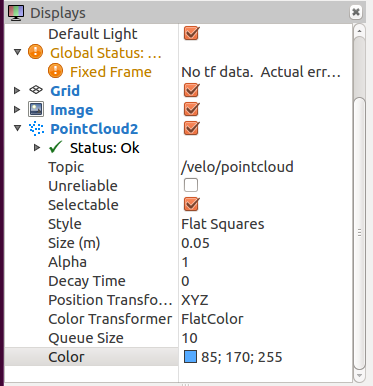 Displays
Default Light
Global Status: ...
Fixed Frame No tf data.  Actual err...
Grid
Image
PointCloud2
Status: Ok
Topic /velo/pointcloud
Unreliable
Selectable
Style Flat Squares
Size (m) 0.05
Alpha 1
Decay Time 0
Position Transfo... XYZ
Color Transformer FlatColor
Queue Size 10
Color 85; 170; 255